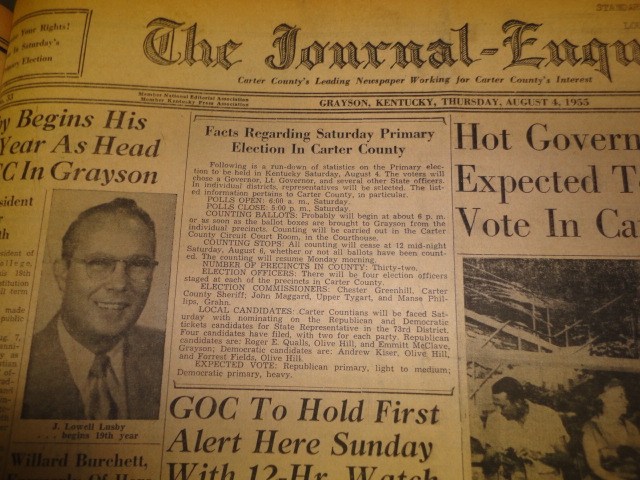 STANDA
Your Rights!
In Saturday's
Election
The Journal-Enqu
Carter County's Leading Newspaper Working for Carter County's Interest
Member National Editorial Association
Member Kentucky Press Association
GRAYSON, KENTUCKY, THURSDAY, AUGUST 4, 1955
y Begins His
Year As Head
C In Grayson
J. Lowell Lusby
. . . begins 19th year
Willard Burchett,
Facts Regarding Saturday Primary
Election In Carter County
Following is a run-down of statistics on the Primary elec-
tion to be held in Kentucky Saturday, August 4. The voters will
chose a Governor, Lt. Governor, and several other State officers.
In individual districts, representatives will be selected. The list-
ed information pertains to Carter County, in particular.
POLLS OPEN: 6:00 a. m., Saturday.
POLLS CLOSE: 5:00 p. m., Saturday.
COUNTING BALLOTS: Probably will begin at about 6 p. m.
or as soon as the ballot boxes are brought to Grayson from the
individual precincts. Counting will be carried out in the Carter
County Circuit Court Room, in the Courthouse.
COUNTING STOPS: All counting will cease at 12 mid-night
Saturday, August 6, whether or not all ballots have been count-
ed. The counting will resume Monday morning.
NUMBER OF PRECINCTS IN COUNTY: Thirty-two.
ELECTION OFFICERS: There will be four election officers
staged at each of the precincts in Carter County.
ELECTION COMMISSIONERS: Chester Greenhill, Carter
County Sheriff; John Maggard, Upper Tygart, and Manse Phil-
lips, Grahn.
LOCAL CANDIDATES: Carter Countians will be faced Sat-
urday with nominating on the Republican and Democratic
tickets candidates for State Representative in the 73rd District.
Four candidates have filed, with two for each party. Republican
candidates are: Roger E. Qualls, Olive Hill, and Emmitt McClave,
Grayson; Democratic candidates are: Andrew Kiser, Olive Hill,
and Forrest Fields, Olive Hill.
EXPECTED VOTE: Republican primary, light to medium;
Democratic primary, heavy.
GOC To Hold First
Alert Here Sunday
With 12-Hr. Watch
Hot Govern
Expected T
Vote In Ca